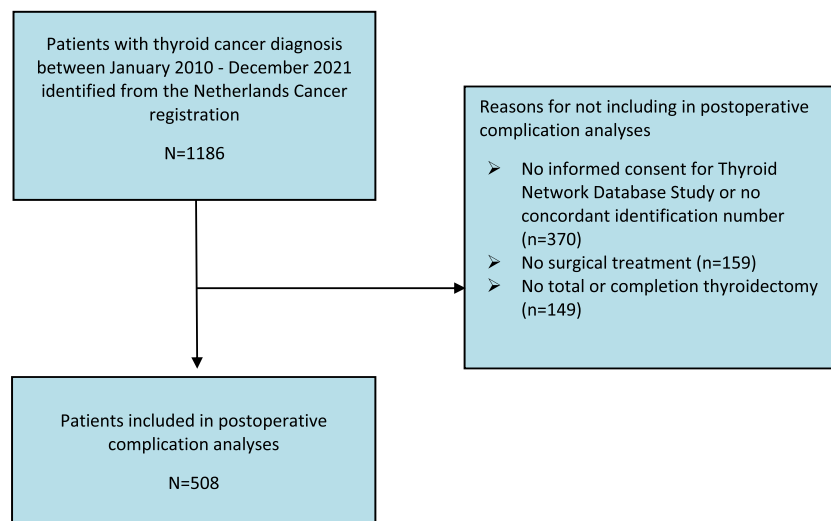 Patients with thyroid cancer diagnosis
between January 2010 - December 2021
identified from the Netherlands Cancer
registration
N=1186
Reasons for not including in postoperative
complication analyses
➢ No informed consent for Thyroid
Network Database Study or no
concordant identification number
(n=370)
➢ No surgical treatment (n=159)
➢ No total or completion thyroidectomy
(n=149)
Patients included in postoperative
complication analyses
N=508